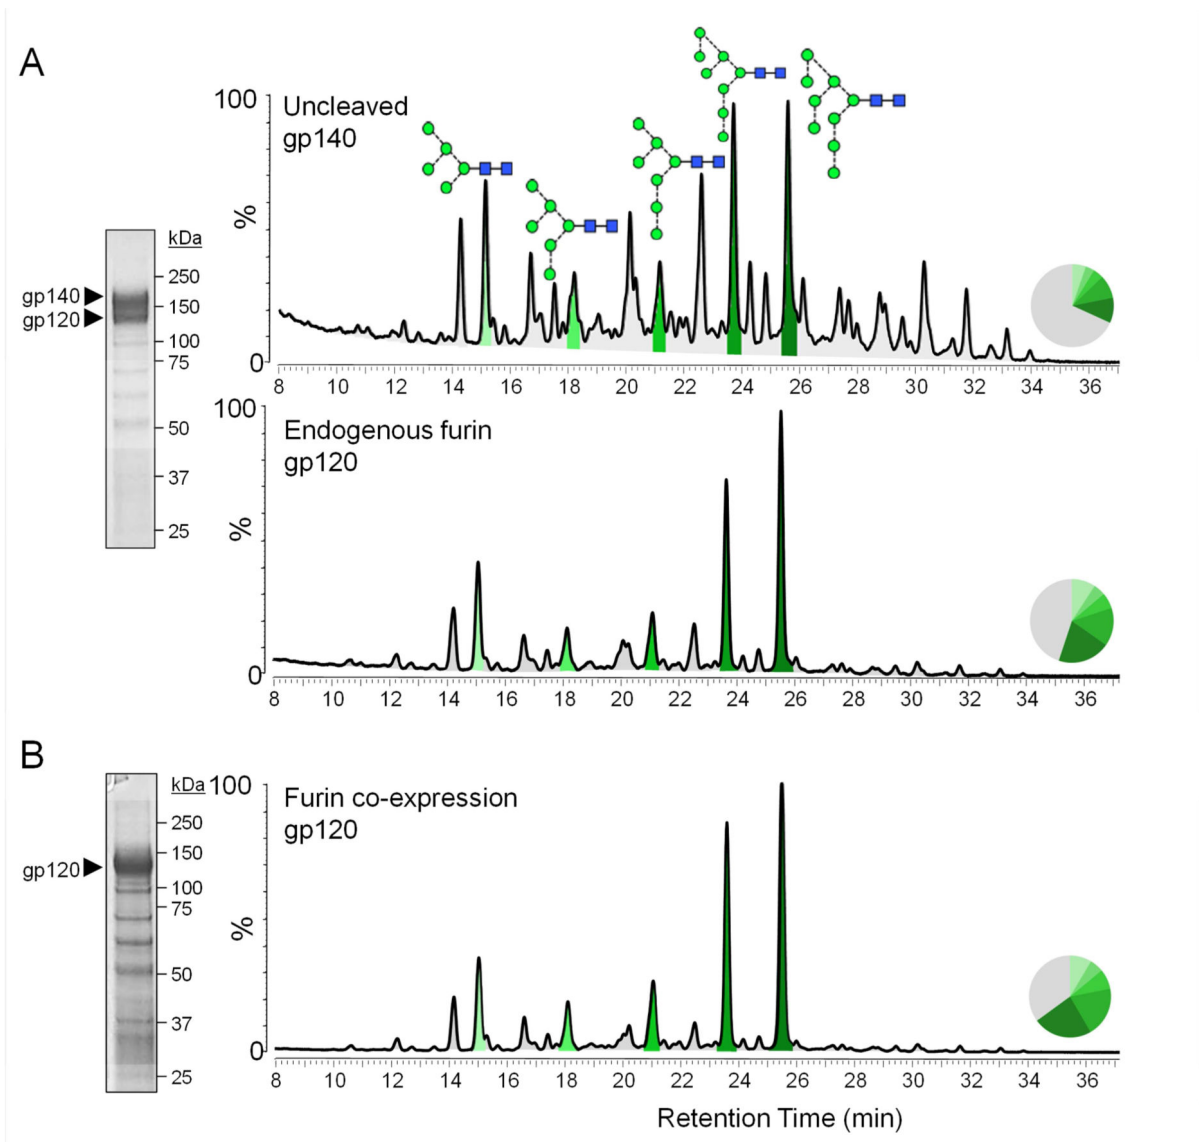 A
Uncleaved
gp140
100
%
0
8 10 12 14 16 18 20 22 24 26 28 30 32 34 36
kDa
250
150
100
75
50
37
25
gp140
gp120
Endogenous furin
gp120
100
%
0
8 10 12 14 16 18 20 22 24 26 28 30 32 34 36
B
kDa
250
150
100
75
50
37
25
gp120
Furin co-expression
gp120
100
%
0
8 10 12 14 16 18 20 22 24 26 28 30 32 34 36
Retention Time (min)